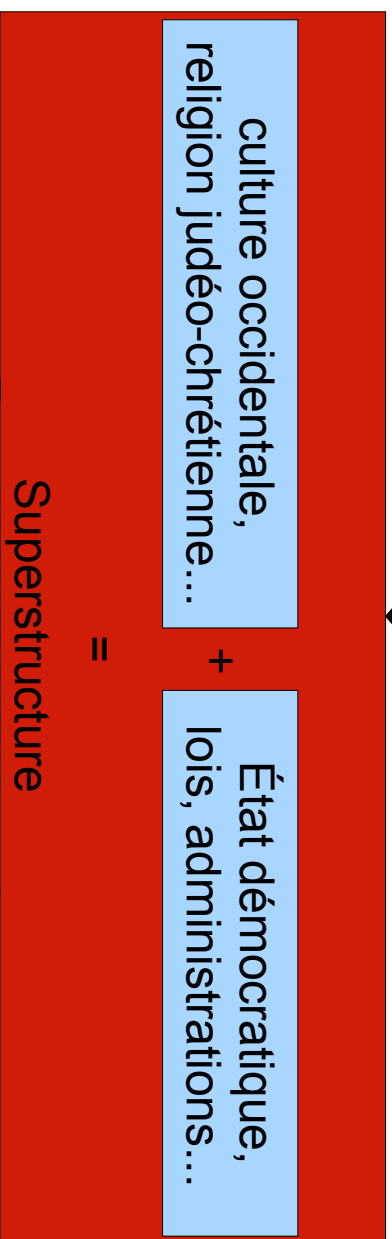 culture occidentale,
religion judéo-chrétienne…
+
État démocratique,
lois, administrations…
=
Superstructure